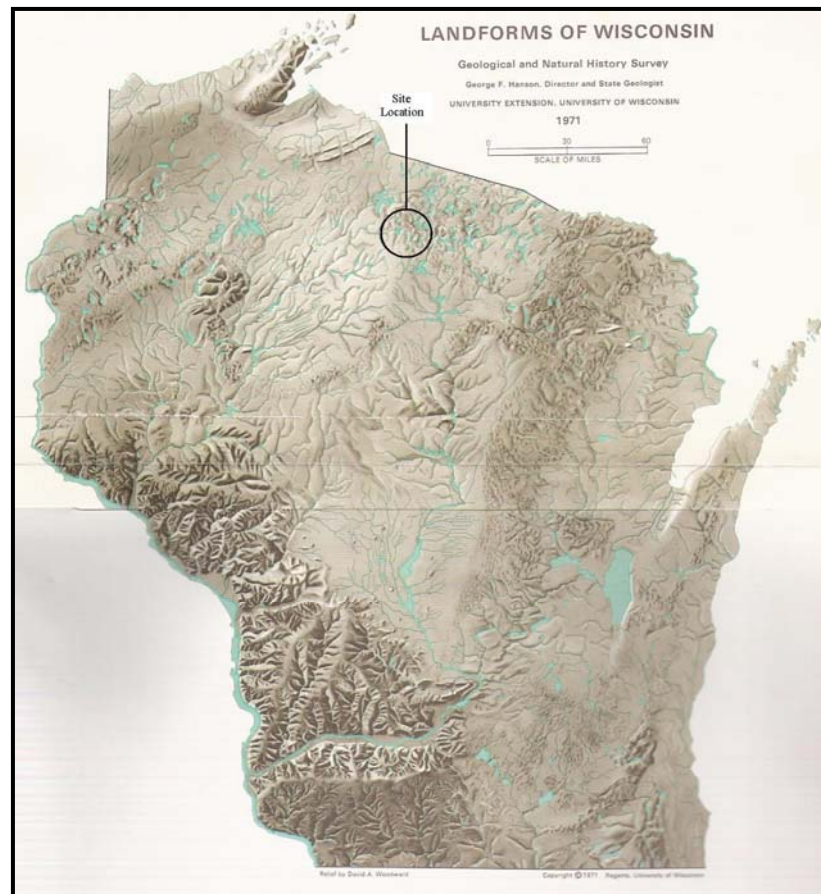 LANDFORMS OF WISCONSIN
Geological and Natural History Survey
George F. Hanson, Director and State Geologist
UNIVERSITY EXTENSION, UNIVERSITY OF WISCONSIN
1971
0 30 60
SCALE OF MILES
Site
Location
Relief by David A. Woodward
Copyright ©1971 Regents, University of Wisconsin